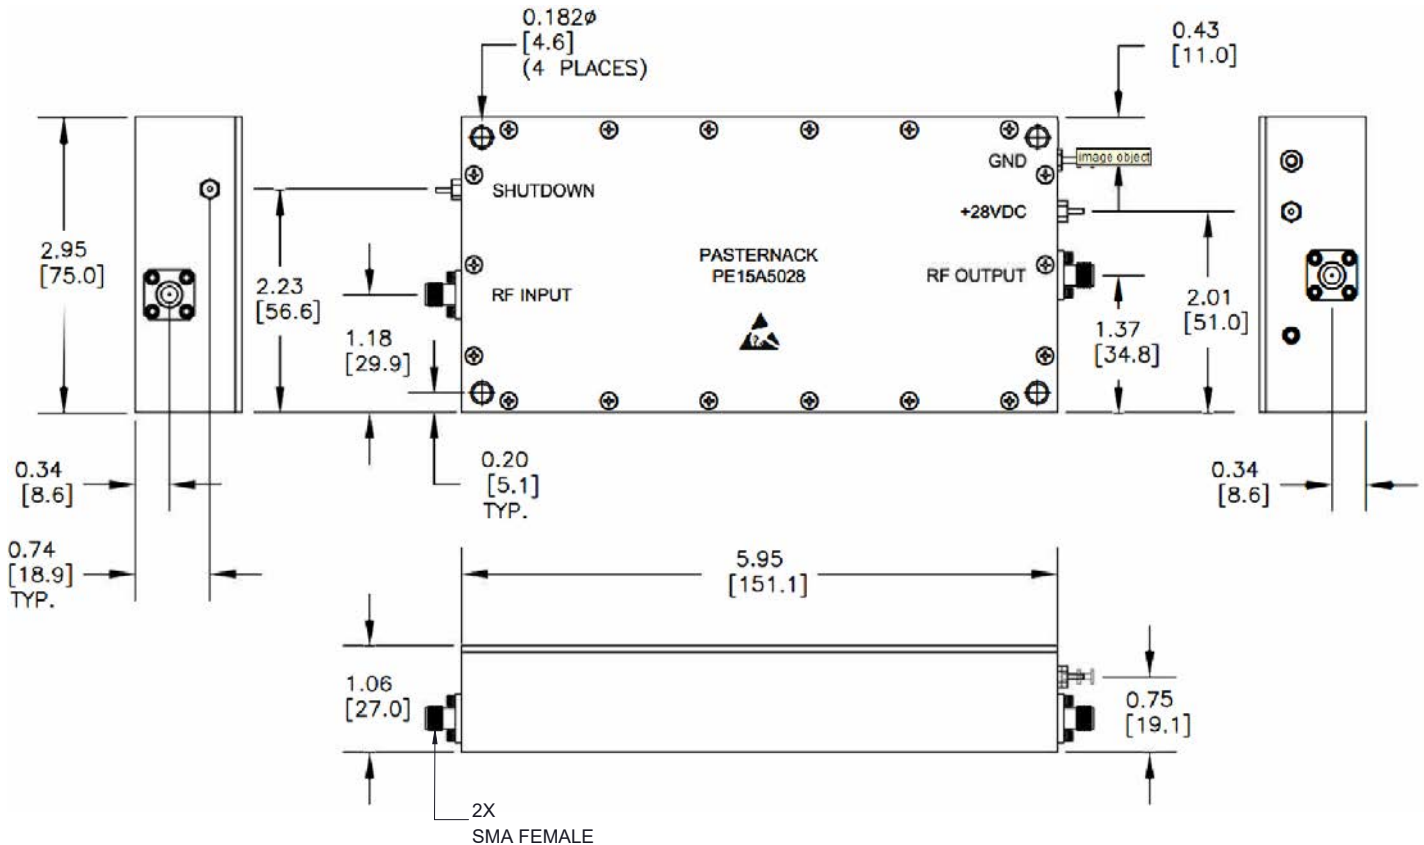 0.182ø
[4.6]
(4 PLACES)
0.43
[11.0]
GND
image object
SHUTDOWN
+28VDC
2.95
[75.0]
PASTERNACK
PE15A5028
RF OUTPUT
2.23
[56.6]
RF INPUT
2.01
[51.0]
1.18
[29.9]
1.37
[34.8]
0.34
[8.6]
0.20
[5.1]
TYP.
0.34
[8.6]
0.74
[18.9]
TYP.
5.95
[151.1]
1.06
[27.0]
0.75
[19.1]
2X
SMA FEMALE